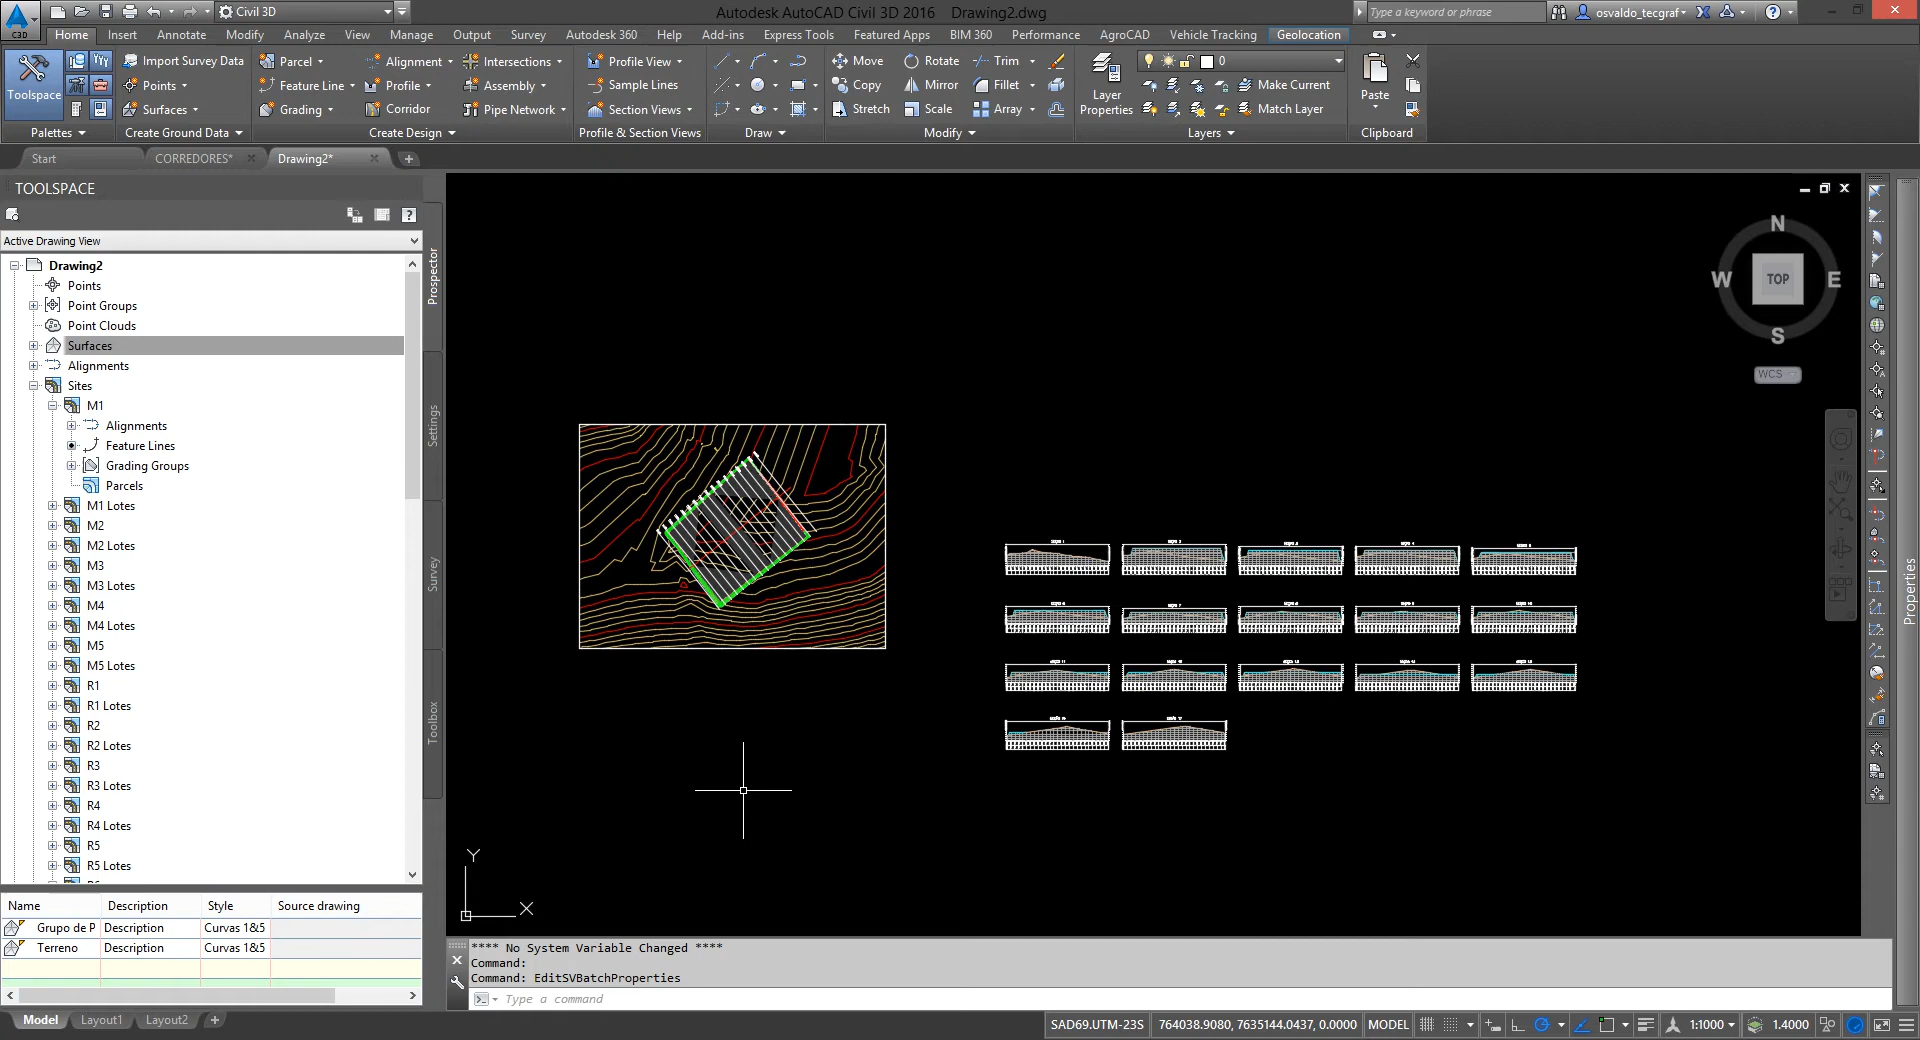 Civil 3D
Autodesk AutoCAD Civil 3D 2016 Drawing2.dwg
Type a keyword or phrase
osvaldo_tecgraf
C3D
Home Insert Annotate Modify Analyze View Manage Output Survey Autodesk 360 Help Add-ins Express Tools Featured Apps BIM 360 Performance AgroCAD Vehicle Tracking Geolocation
Toolspace
Import Survey Data
Points
Surfaces
Parcel
Feature Line
Grading
Alignment
Profile
Corridor
Intersections
Assembly
Pipe Network
Profile View
Sample Lines
Section Views
Move
Copy
Stretch
Rotate
Mirror
Scale
Trim
Fillet
Array
Layer
Properties
0
Make Current
Match Layer
Paste
Palettes
Create Ground Data
Create Design
Profile & Section Views
Draw
Modify
Layers
Clipboard
Start
CORREDORES*
Drawing2*
TOOLSPACE
Active Drawing View
Drawing2
Points
Point Groups
Point Clouds
Surfaces
Alignments
Sites
M1
Alignments
Feature Lines
Grading Groups
Parcels
M1 Lotes
M2
M2 Lotes
M3
M3 Lotes
M4
M4 Lotes
M5
M5 Lotes
R1
R1 Lotes
R2
R2 Lotes
R3
R3 Lotes
R4
R4 Lotes
R5
R5 Lotes
Prospector
Settings
Survey
Toolbox
Name Description Style Source drawing
Grupo de P Description Curvas 1&5
Terreno Description Curvas 1&5
N
W TOP E
S
WCS
Properties
Y
X
**** No System Variable Changed ****
Command:
Command: EditSVBatchProperties
Type a command
Model Layout1 Layout2
SAD69.UTM-23S 764038.9080, 7635144.0437, 0.0000 MODEL 1:1000 1.4000